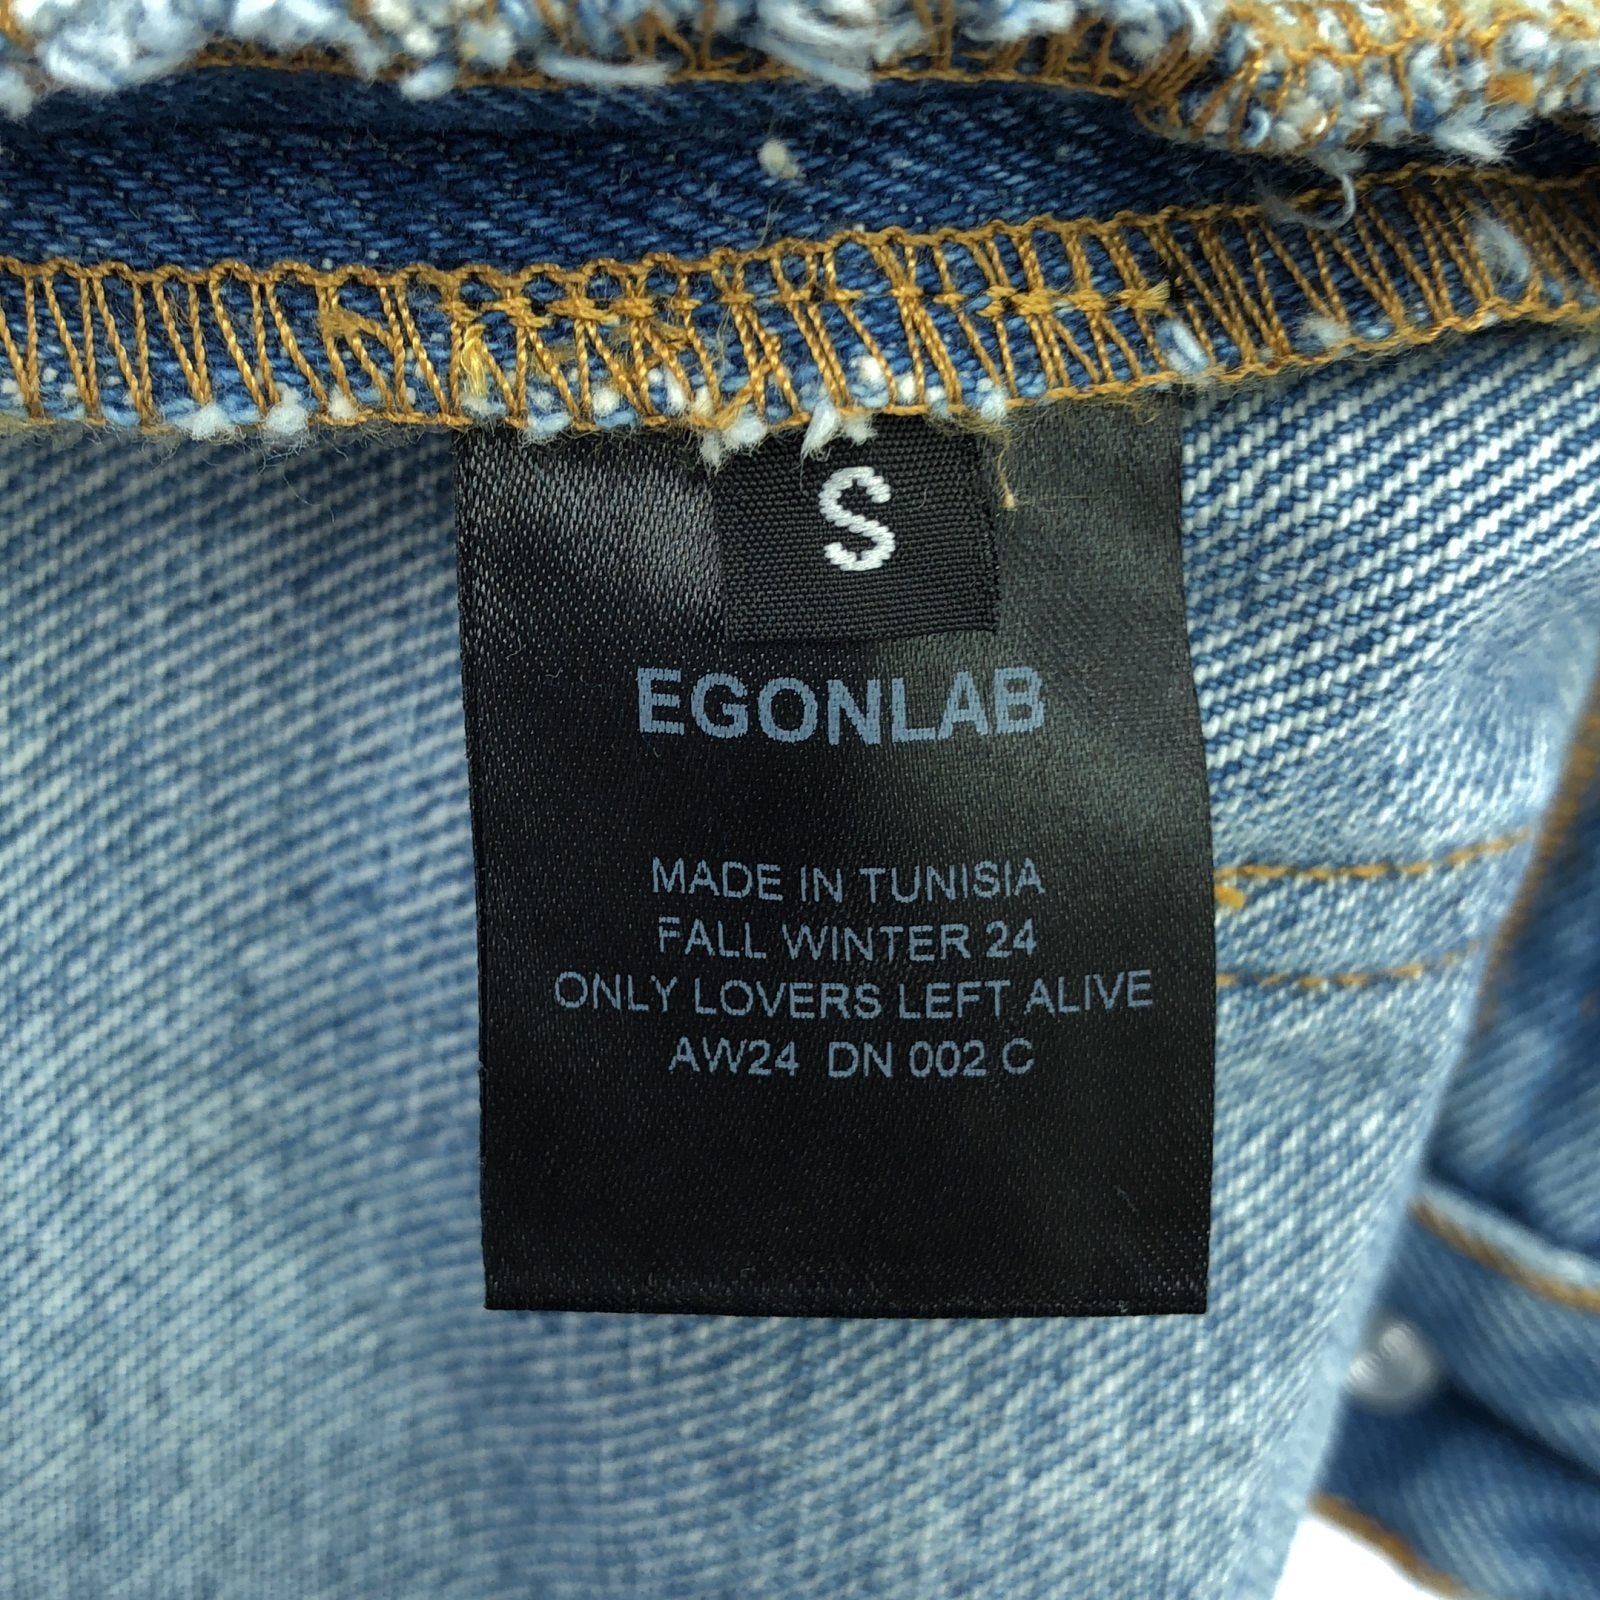 S
EGONLAB
MADE IN TUNISIA
FALL WINTER 24
ONLY LOVERS LEFT ALIVE
AW24 DN 002 C